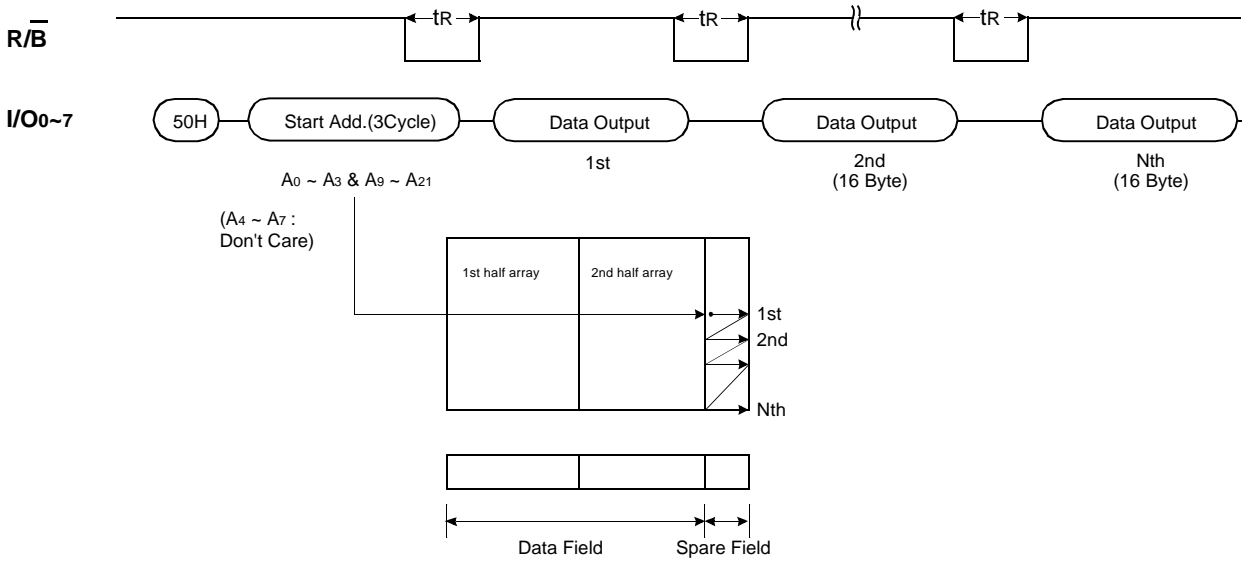 tR tR tR
R/B̅
I/O0~7 50H Start Add.(3Cycle) Data Output Data Output Data Output
1st 2nd Nth
(16 Byte) (16 Byte)
A0 ~ A3 & A9 ~ A21
(A4 ~ A7 :
Don't Care)
1st half array 2nd half array
1st
2nd
Nth
Data Field Spare Field